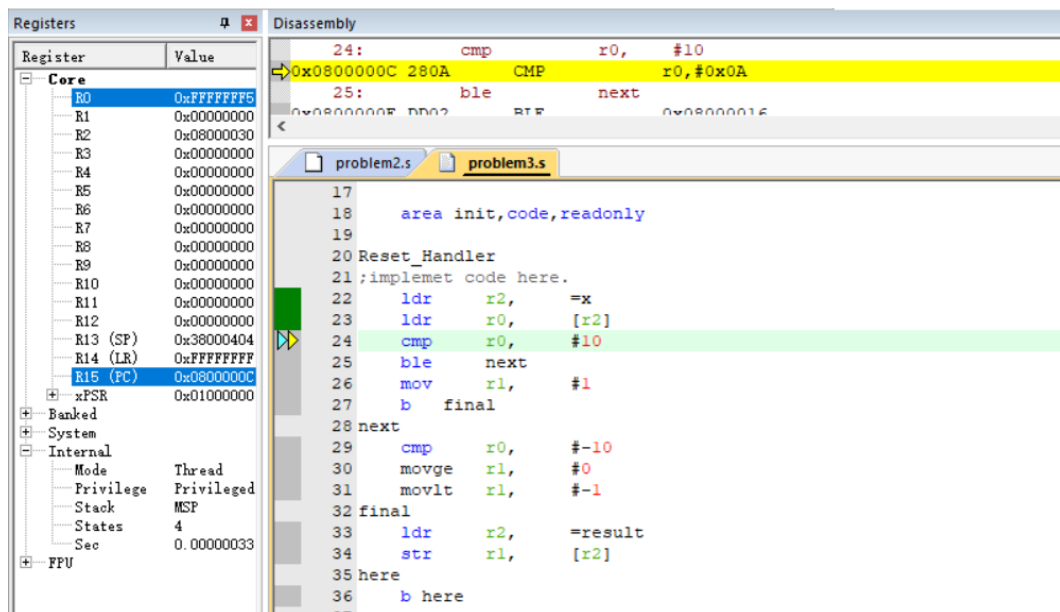 Registers
Register Value
Core
R0 0xFFFFFFF5
R1 0x00000000
R2 0x08000030
R3 0x00000000
R4 0x00000000
R5 0x00000000
R6 0x00000000
R7 0x00000000
R8 0x00000000
R9 0x00000000
R10 0x00000000
R11 0x00000000
R12 0x00000000
R13 (SP) 0x38000404
R14 (LR) 0xFFFFFFFF
R15 (PC) 0x0800000C
xPSR 0x01000000
Banked
System
Internal
Mode Thread
Privilege Privileged
Stack MSP
States 4
Sec 0.00000033
FPU
Disassembly
24: cmp r0, #10
0x0800000C 280A CMP r0,#0x0A
25: ble next
0x0800000E DD02 BLE 0x08000016
problem2.s problem3.s
17
18 area init,code,readonly
19
20 Reset_Handler
21 ;implemet code here.
22 ldr r2, =x
23 ldr r0, [r2]
24 cmp r0, #10
25 ble next
26 mov r1, #1
27 b final
28 next
29 cmp r0, #-10
30 movge r1, #0
31 movlt r1, #-1
32 final
33 ldr r2, =result
34 str r1, [r2]
35 here
36 b here